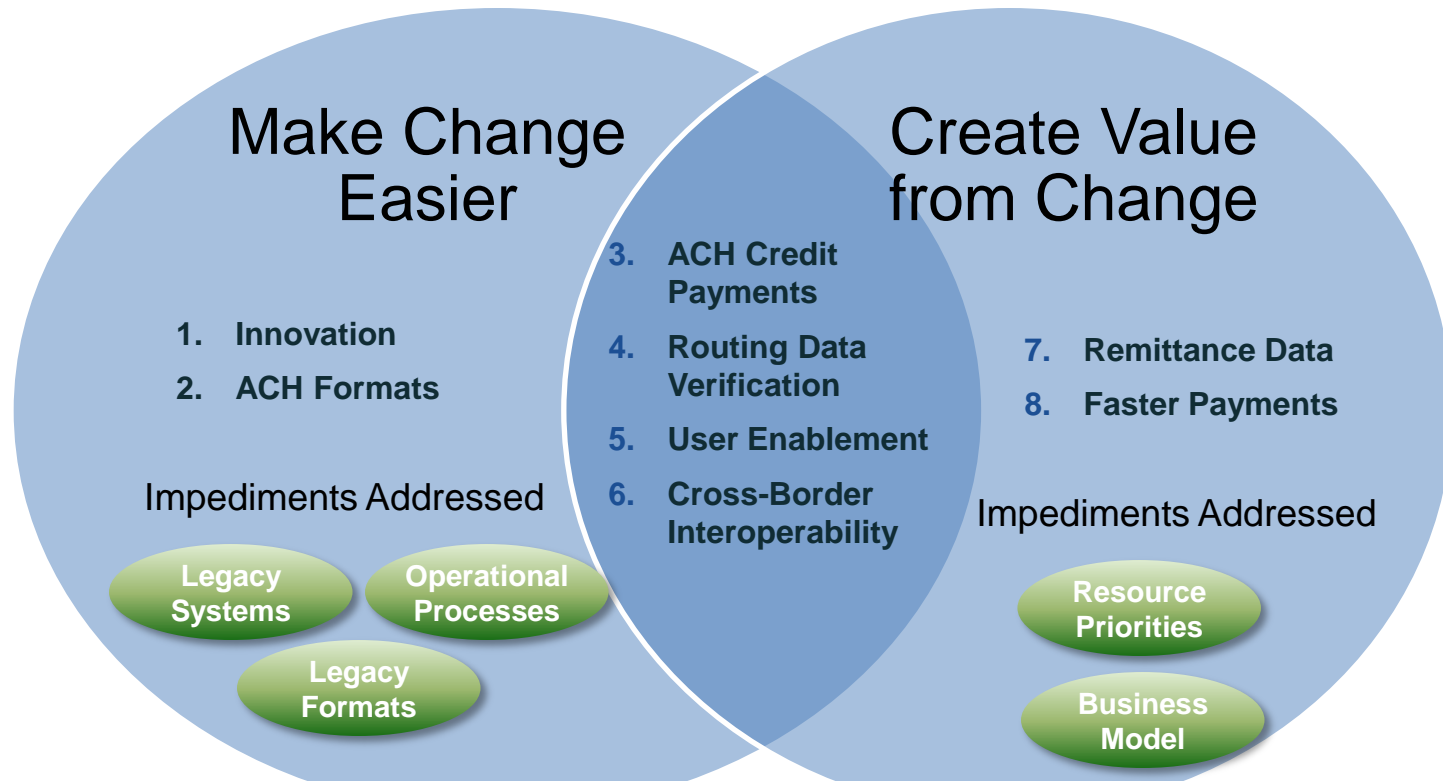 Make Change
Easier
1. Innovation
2. ACH Formats
Impediments Addressed
Legacy
Systems
Operational
Processes
Legacy
Formats
3. ACH Credit
Payments
4. Routing Data
Verification
5. User Enablement
6. Cross-Border
Interoperability
Create Value
from Change
7. Remittance Data
8. Faster Payments
Impediments Addressed
Resource
Priorities
Business
Model